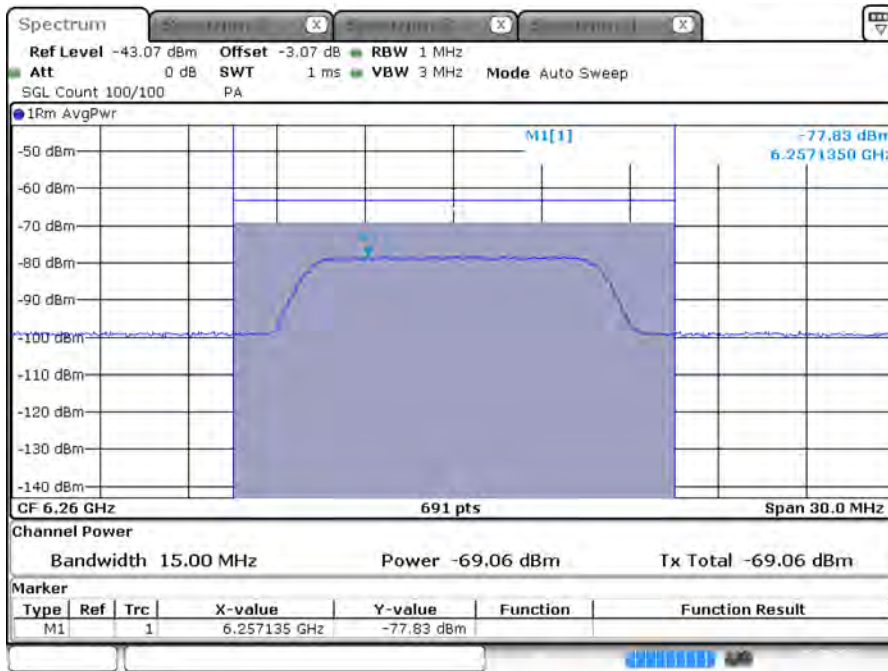 Spectrum X X X
Ref Level -43.07 dBm Offset -3.07 dB RBW 1 MHz
Att 0 dB SWT 1 ms VBW 3 MHz Mode Auto Sweep
SGL Count 100/100 PA
1Rm AvgPwr
M1[1] -77.83 dBm
6.2571350 GHz
-50 dBm
-60 dBm
-70 dBm
-80 dBm
-90 dBm
-100 dBm
-110 dBm
-120 dBm
-130 dBm
-140 dBm
CF 6.26 GHz 691 pts Span 30.0 MHz
Channel Power
Bandwidth 15.00 MHz Power -69.06 dBm Tx Total -69.06 dBm
Marker
Type Ref Trc X-value Y-value Function Function Result
M1 1 6.257135 GHz -77.83 dBm